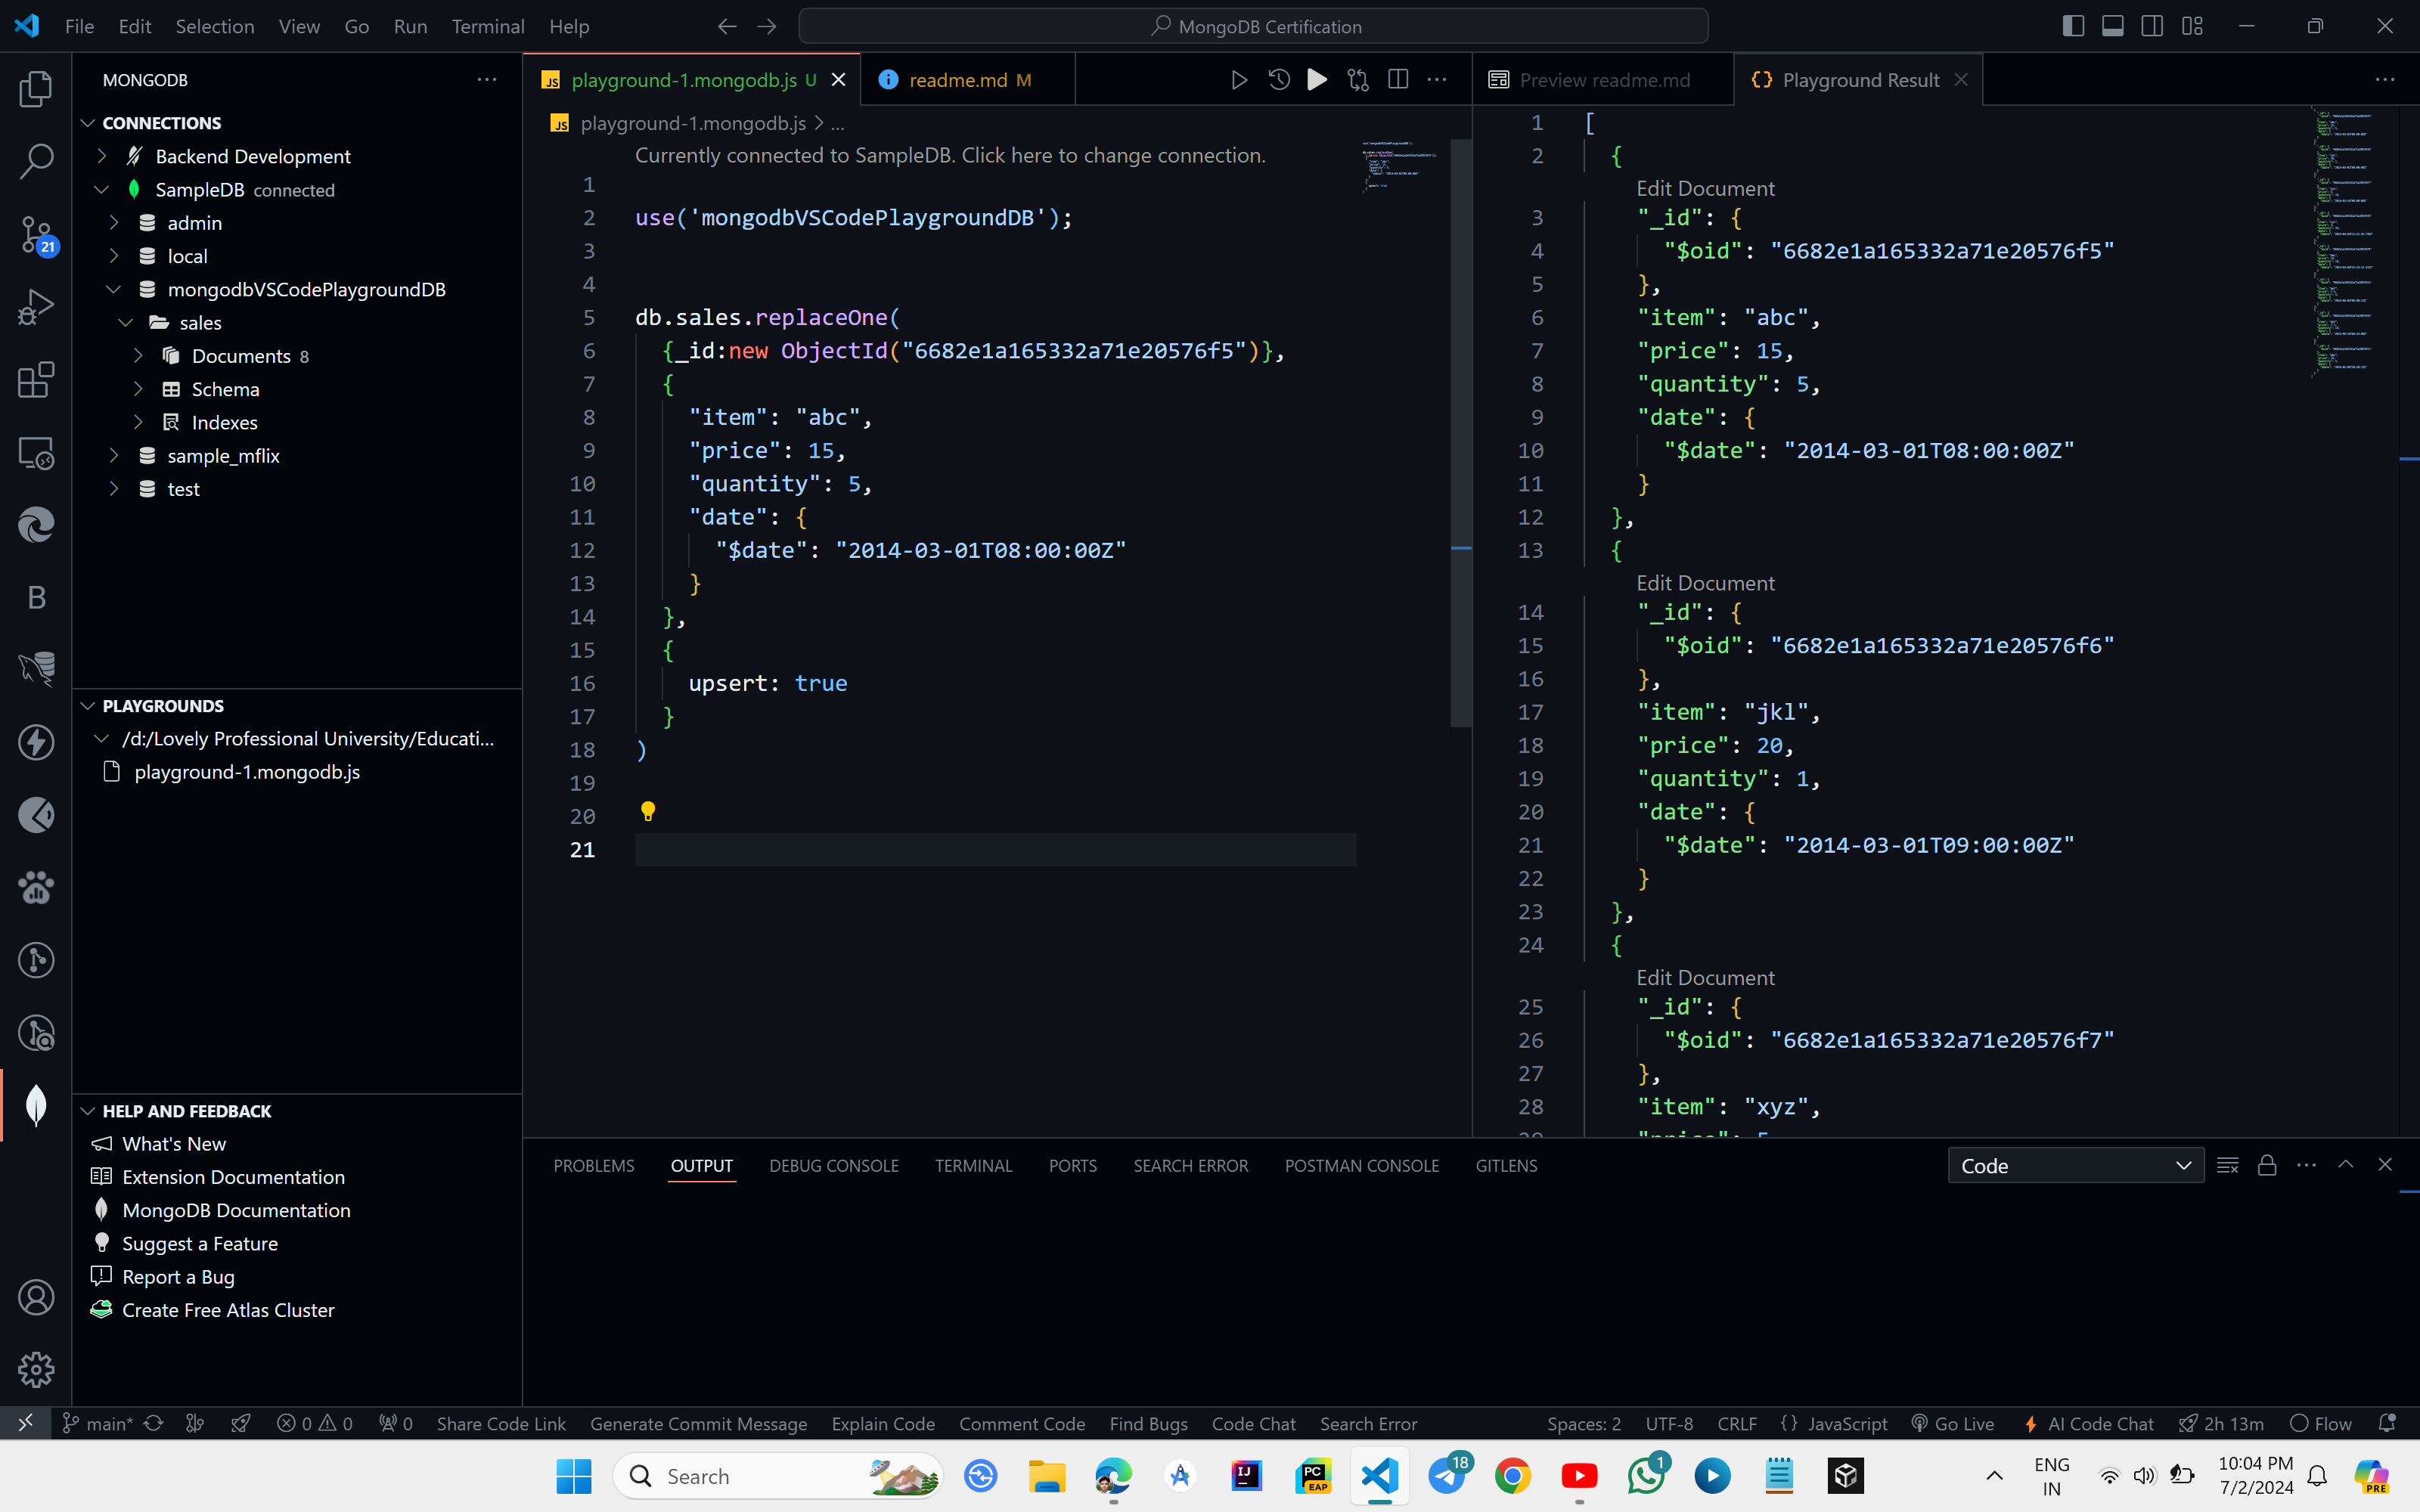 File Edit Selection View Go Run Terminal Help
MongoDB Certification
MONGODB
CONNECTIONS
Backend Development
SampleDB connected
admin
local
mongodbVSCodePlaygroundDB
sales
Documents 8
Schema
Indexes
sample_mflix
test
21
B
PLAYGROUNDS
/d:/Lovely Professional University/Educati...
playground-1.mongodb.js
HELP AND FEEDBACK
What's New
Extension Documentation
MongoDB Documentation
Suggest a Feature
Report a Bug
Create Free Atlas Cluster
JS playground-1.mongodb.js U
readme.md M
JS playground-1.mongodb.js > ...
Currently connected to SampleDB. Click here to change connection.
1
2 use('mongodbVSCodePlaygroundDB');
3
4
5 db.sales.replaceOne(
6 {_id:new ObjectId("6682e1a165332a71e20576f5")},
7 {
8 "item": "abc",
9 "price": 15,
10 "quantity": 5,
11 "date": {
12 "$date": "2014-03-01T08:00:00Z"
13 }
14 },
15 {
16 upsert: true
17 }
18 )
19
20
21
Preview readme.md
{} Playground Result
1 [
2 {
Edit Document
3 "_id": {
4 "$oid": "6682e1a165332a71e20576f5"
5 },
6 "item": "abc",
7 "price": 15,
8 "quantity": 5,
9 "date": {
10 "$date": "2014-03-01T08:00:00Z"
11 }
12 },
13 {
Edit Document
14 "_id": {
15 "$oid": "6682e1a165332a71e20576f6"
16 },
17 "item": "jkl",
18 "price": 20,
19 "quantity": 1,
20 "date": {
21 "$date": "2014-03-01T09:00:00Z"
22 }
23 },
24 {
Edit Document
25 "_id": {
26 "$oid": "6682e1a165332a71e20576f7"
27 },
28 "item": "xyz",
PROBLEMS OUTPUT DEBUG CONSOLE TERMINAL PORTS SEARCH ERROR POSTMAN CONSOLE GITLENS
Code
main* 0 0 0 Share Code Link Generate Commit Message Explain Code Comment Code Find Bugs Code Chat Search Error
Spaces: 2 UTF-8 CRLF {} JavaScript Go Live AI Code Chat 2h 13m Flow
Search
IJ
PC
EAP
18
1
ENG
IN
10:04 PM
7/2/2024
PRE